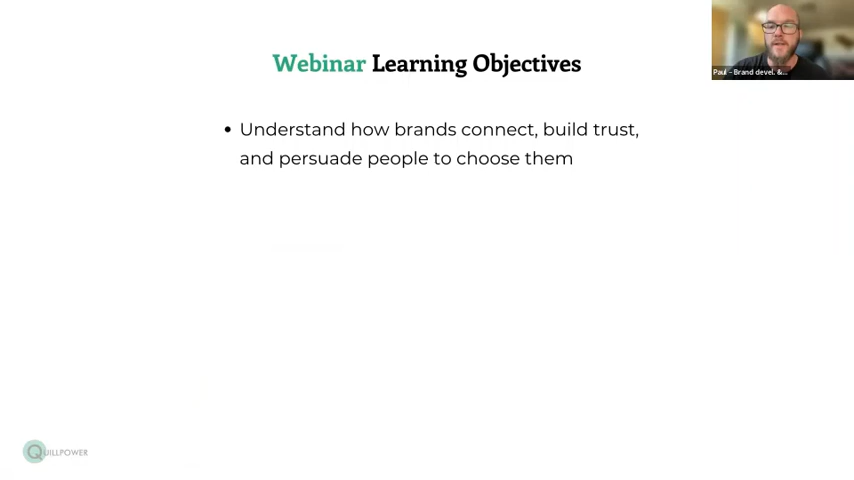 Webinar Learning Objectives
• Understand how brands connect, build trust,
and persuade people to choose them
Paul - Brand devel. &...
QUILLPOWER